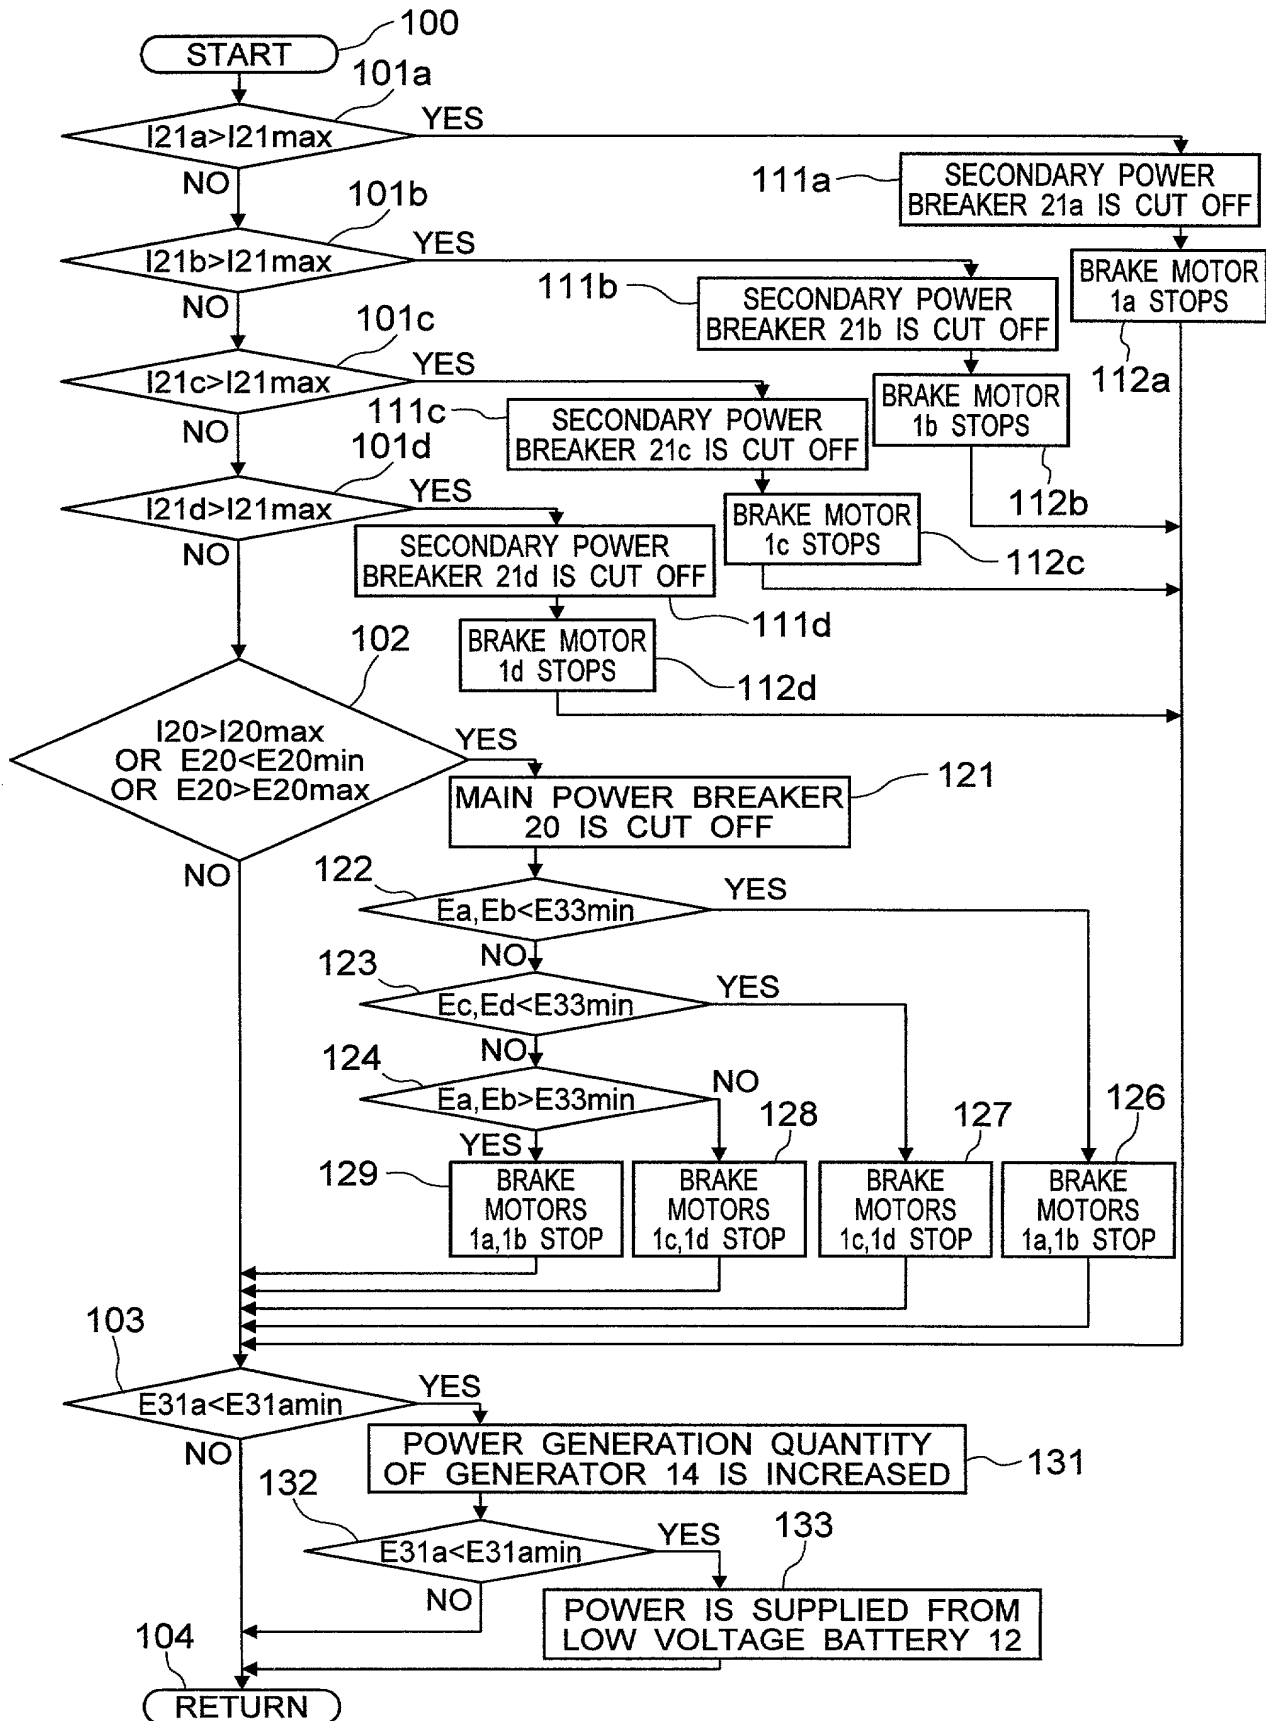 100
START
101a
I21a>I21max
YES
NO
111a
SECONDARY POWER
BREAKER 21a IS CUT OFF
BRAKE MOTOR
1a STOPS
112a
101b
I21b>I21max
YES
NO
111b
SECONDARY POWER
BREAKER 21b IS CUT OFF
BRAKE MOTOR
1b STOPS
112b
101c
I21c>I21max
YES
NO
111c
SECONDARY POWER
BREAKER 21c IS CUT OFF
BRAKE MOTOR
1c STOPS
112c
101d
I21d>I21max
YES
NO
SECONDARY POWER
BREAKER 21d IS CUT OFF
111d
BRAKE MOTOR
1d STOPS
112d
102
I20>I20max
OR E20<E20min
OR E20>E20max
YES
NO
121
MAIN POWER BREAKER
20 IS CUT OFF
122
Ea,Eb<E33min
YES
NO
123
Ec,Ed<E33min
YES
NO
124
Ea,Eb>E33min
NO
YES
129
BRAKE
MOTORS
1a,1b STOP
128
BRAKE
MOTORS
1c,1d STOP
127
BRAKE
MOTORS
1c,1d STOP
126
BRAKE
MOTORS
1a,1b STOP
103
E31a<E31amin
YES
NO
POWER GENERATION QUANTITY
OF GENERATOR 14 IS INCREASED
131
132
E31a<E31amin
YES
NO
133
POWER IS SUPPLIED FROM
LOW VOLTAGE BATTERY 12
104
RETURN